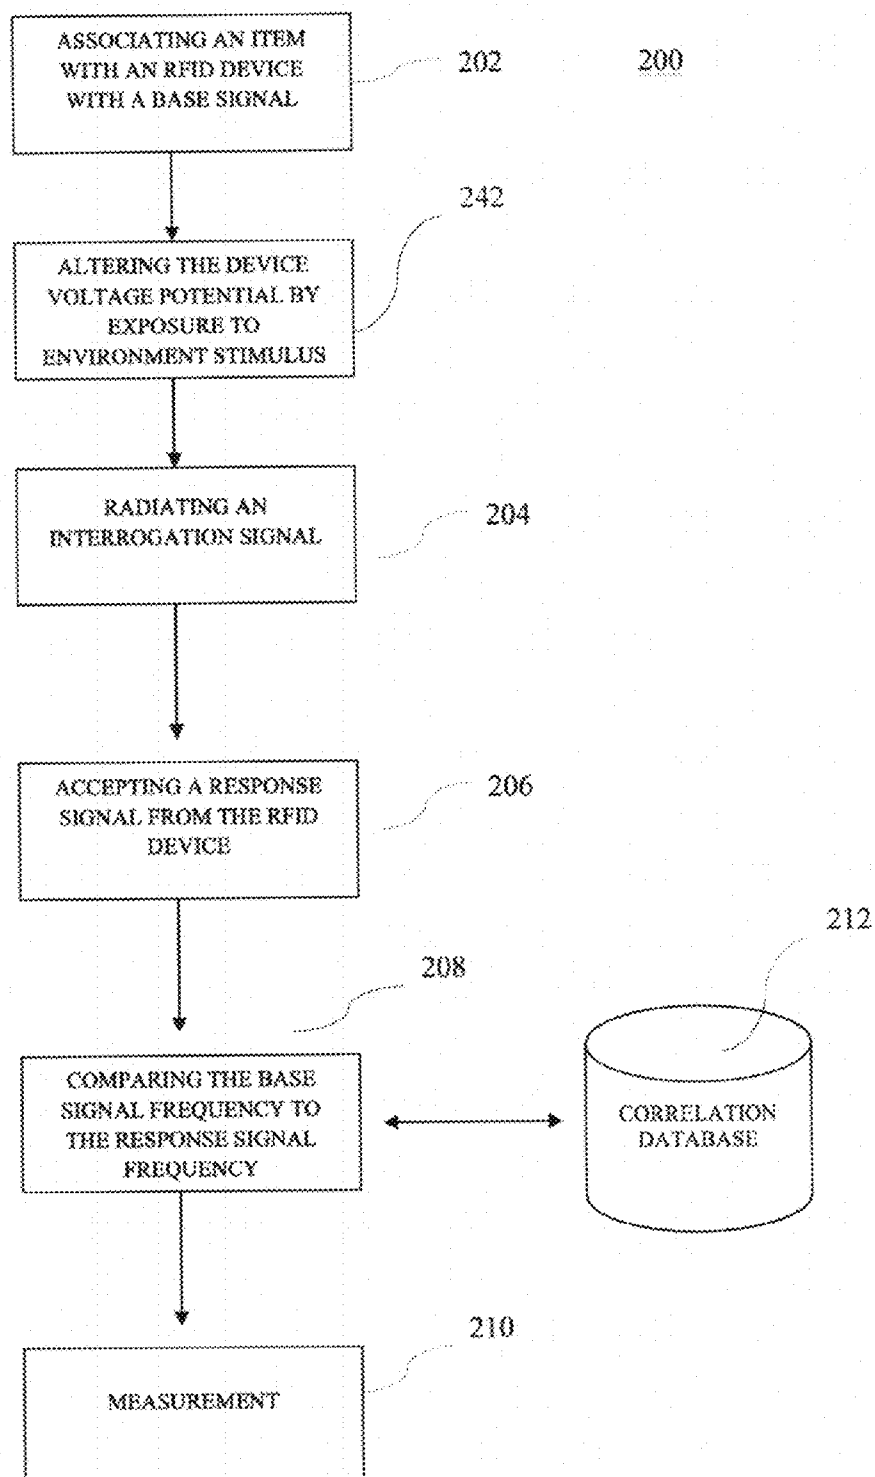 ASSOCIATING AN ITEM
WITH AN RFID DEVICE
WITH A BASE SIGNAL
202
200
242
ALTERING THE DEVICE
VOLTAGE POTENTIAL BY
EXPOSURE TO
ENVIRONMENT STIMULUS
RADIATING AN
INTERROGATION SIGNAL
204
ACCEPTING A RESPONSE
SIGNAL FROM THE RFID
DEVICE
206
212
208
COMPARING THE BASE
SIGNAL FREQUENCY TO
THE RESPONSE SIGNAL
FREQUENCY
CORRELATION
DATABASE
210
MEASUREMENT